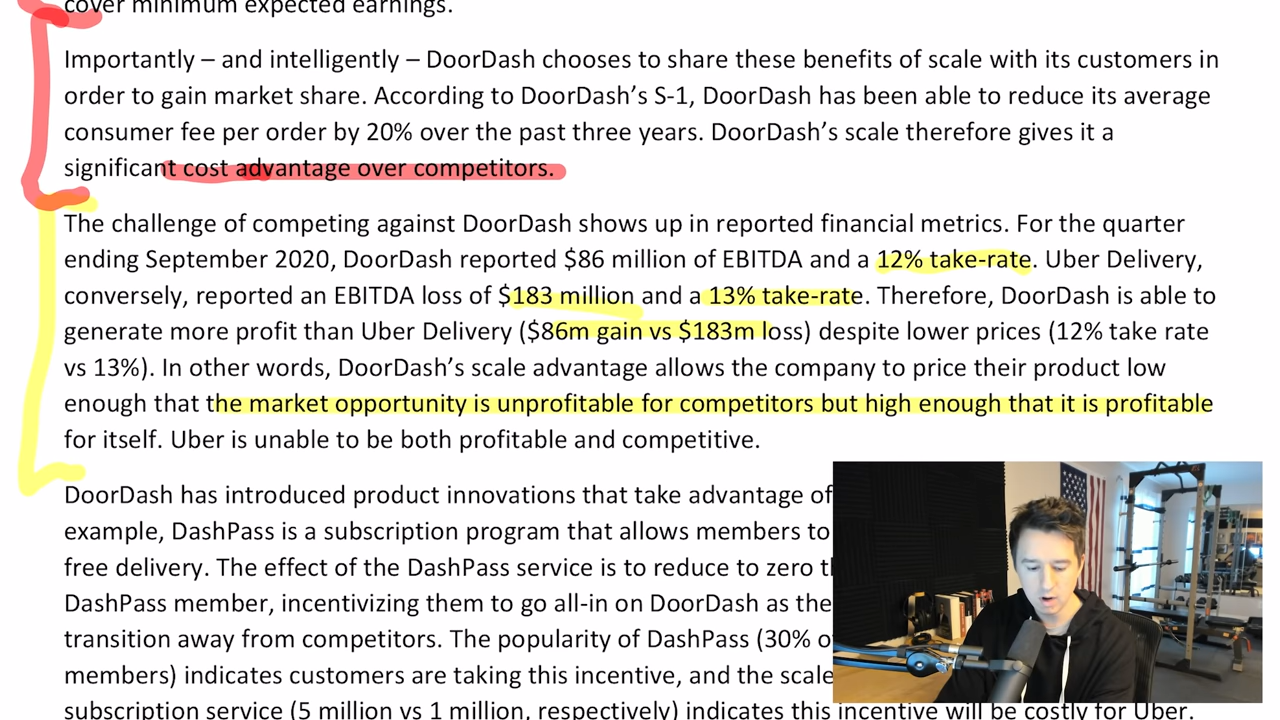 cover minimum expected earnings.
Importantly – and intelligently – DoorDash chooses to share these benefits of scale with its customers in
order to gain market share. According to DoorDash’s S-1, DoorDash has been able to reduce its average
consumer fee per order by 20% over the past three years. DoorDash’s scale therefore gives it a
significant cost advantage over competitors.
The challenge of competing against DoorDash shows up in reported financial metrics. For the quarter
ending September 2020, DoorDash reported $86 million of EBITDA and a 12% take-rate. Uber Delivery,
conversely, reported an EBITDA loss of $183 million and a 13% take-rate. Therefore, DoorDash is able to
generate more profit than Uber Delivery ($86m gain vs $183m loss) despite lower prices (12% take rate
vs 13%). In other words, DoorDash’s scale advantage allows the company to price their product low
enough that the market opportunity is unprofitable for competitors but high enough that it is profitable
for itself. Uber is unable to be both profitable and competitive.
DoorDash has introduced product innovations that take advantage of
example, DashPass is a subscription program that allows members to
free delivery. The effect of the DashPass service is to reduce to zero
DashPass member, incentivizing them to go all-in on DoorDash as the
transition away from competitors. The popularity of DashPass (30%
members) indicates customers are taking this incentive, and the scale
subscription service (5 million vs 1 million, respectively) indicates this incentive will be costly for Uber.